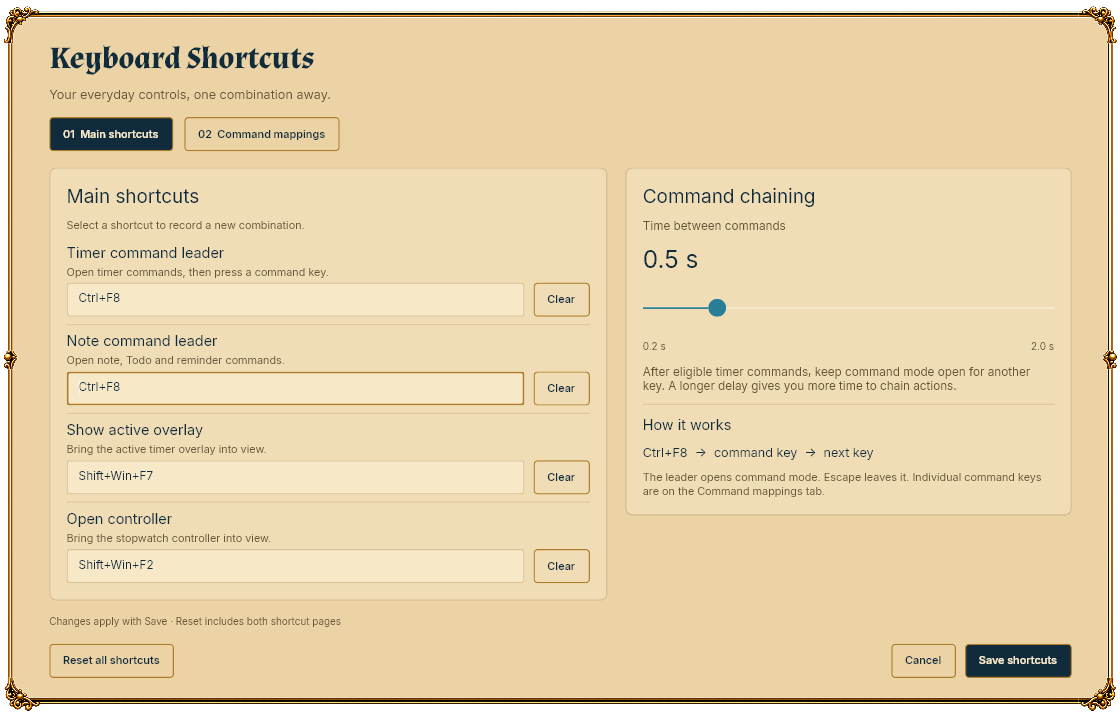 Keyboard Shortcuts
Your everyday controls, one combination away.
01 Main shortcuts
02 Command mappings
Main shortcuts
Select a shortcut to record a new combination.
Timer command leader
Open timer commands, then press a command key.
Ctrl+F8
Clear
Note command leader
Open note, Todo and reminder commands.
Ctrl+F8
Clear
Show active overlay
Bring the active timer overlay into view.
Shift+Win+F7
Clear
Open controller
Bring the stopwatch controller into view.
Shift+Win+F2
Clear
Command chaining
Time between commands
0.5 s
0.2 s
2.0 s
After eligible timer commands, keep command mode open for another
key. A longer delay gives you more time to chain actions.
How it works
Ctrl+F8 → command key → next key
The leader opens command mode. Escape leaves it. Individual command keys
are on the Command mappings tab.
Changes apply with Save · Reset includes both shortcut pages
Reset all shortcuts
Cancel
Save shortcuts